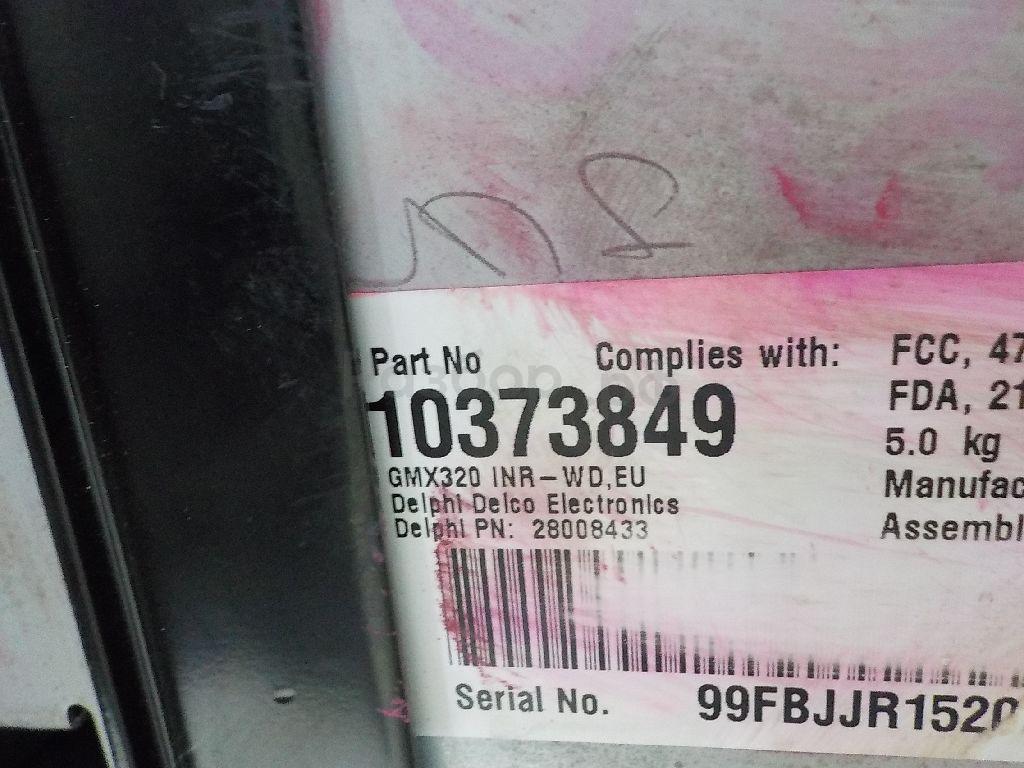 Part No Complies with: FCC, 47
10373849 FDA, 21
5.0 kg
GMX320 INR-WD,EU Manufac
Delphi Delco Electronics
Delphi PN: 28008433 Assembl
Serial No. 99FBJJR1520